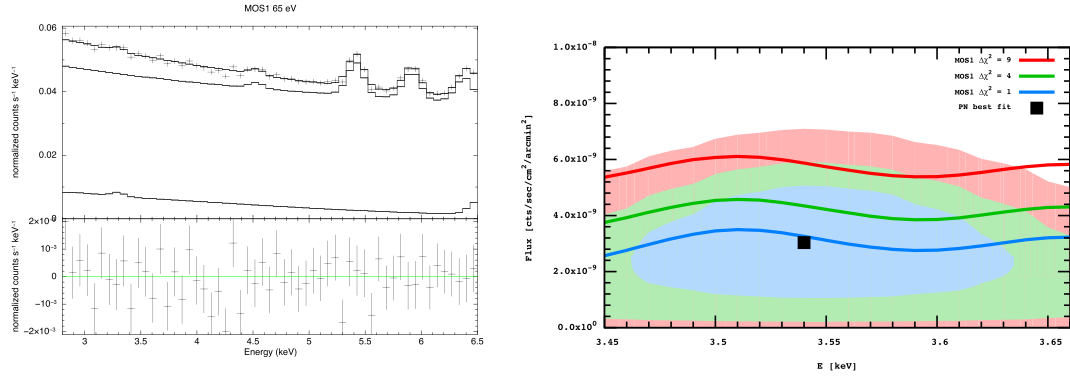 MOS1 65 eV
0.06
0.04
0.02
0
normalized counts s⁻¹ keV⁻¹
2×10⁻³
10⁻³
0
−10⁻³
−2×10⁻³
normalized counts s⁻¹ keV⁻¹
3 3.5 4 4.5 5 5.5 6 6.5
Energy (keV)
1.0x10⁻⁸
8.0x10⁻⁹
6.0x10⁻⁹
4.0x10⁻⁹
2.0x10⁻⁹
0.0x10⁰
Flux [cts/sec/cm²/arcmin²]
MOS1 Δχ² = 9
MOS1 Δχ² = 4
MOS1 Δχ² = 1
PN best fit
3.45 3.5 3.55 3.6 3.65
E [keV]